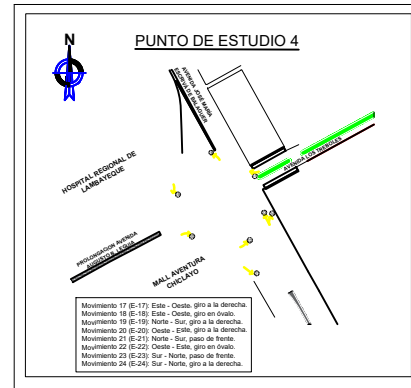 PUNTO DE ESTUDIO 4
N
AVENIDA JOSE MARÍA
ESCRIVÁ DE BALAGUER
HOSPITAL REGIONAL DE
LAMBAYEQUE
AVENIDA LOS TREBOLES
PROLONGACION AVENIDA
AUGUSTO B. LEGUIA
MALL AVENTURA
CHICLAYO
Movimiento 17 (E-17): Este - Oeste, giro a la derecha.
Movimiento 18 (E-18): Este - Oeste, giro en óvalo.
Movimiento 19 (E-19): Norte - Sur, giro a la derecha.
Movimiento 20 (E-20): Oeste - Este, giro a la derecha.
Movimiento 21 (E-21): Norte - Sur, paso de frente.
Movimiento 22 (E-22): Oeste - Este, giro en óvalo.
Movimiento 23 (E-23): Sur - Norte, paso de frente.
Movimiento 24 (E-24): Sur - Norte, giro a la derecha.